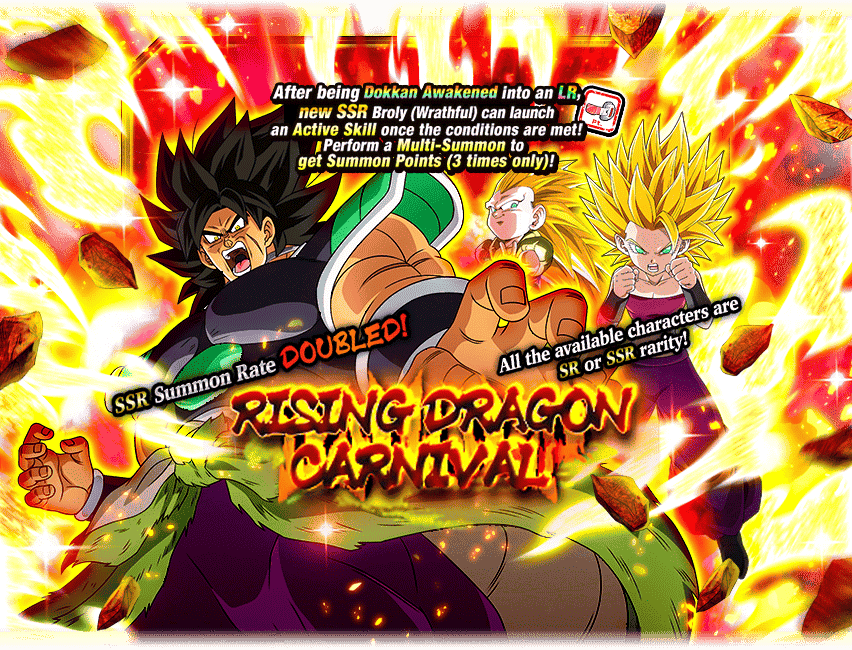 After being Dokkan Awakened into an LR,
new SSR Broly (Wrathful) can launch
an Active Skill once the conditions are met!
Perform a Multi-Summon to
get Summon Points (3 times only)!
Pt.
SSR Summon Rate DOUBLED!
All the available characters are
SR or SSR rarity!
RISING DRAGON
CARNIVAL